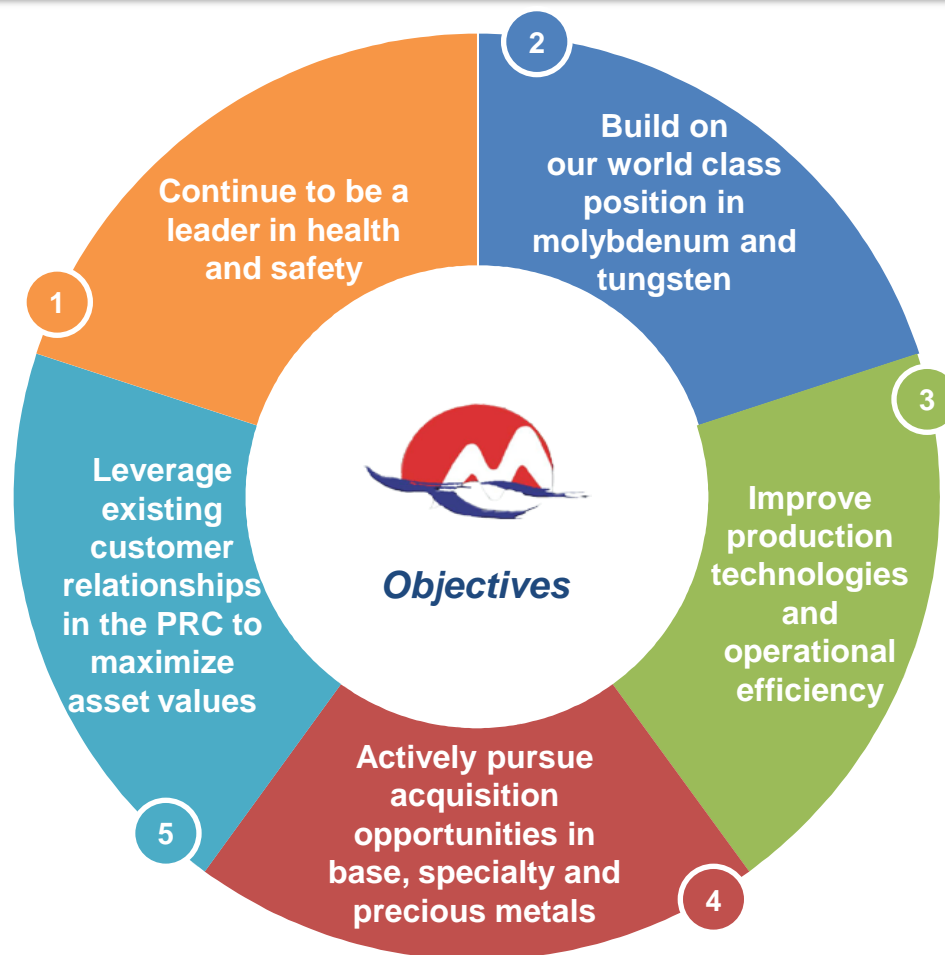 1
Continue to be a
leader in health
and safety
2
Build on
our world class
position in
molybdenum and
tungsten
3
Improve
production
technologies
and
operational
efficiency
4
Actively pursue
acquisition
opportunities in
base, specialty and
precious metals
5
Leverage
existing
customer
relationships
in the PRC to
maximize
asset values
Objectives